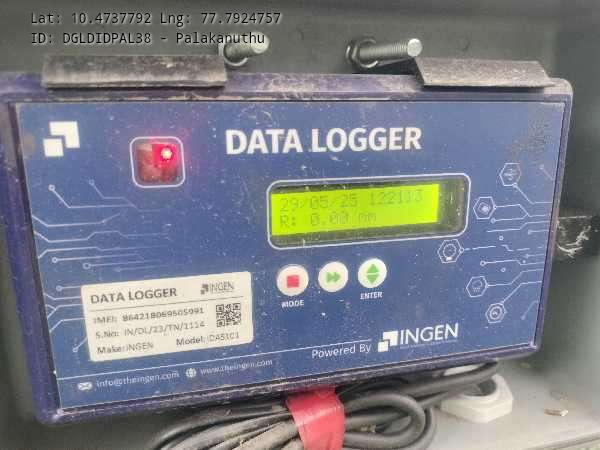 Lat: 10.4737792 Lng: 77.7924757
ID: DGLDIDPAL38 - Palakanuthu
DATA LOGGER
29/05/25 122113
R: 0.00 mm
MODE
ENTER
DATA LOGGER INGEN
IMEI: 864218069505991
S.No: IN/DL/23/TN/1114
Make: INGEN Model: IDAS1C1
Powered By INGEN
info@theingen.com www.theingen.com